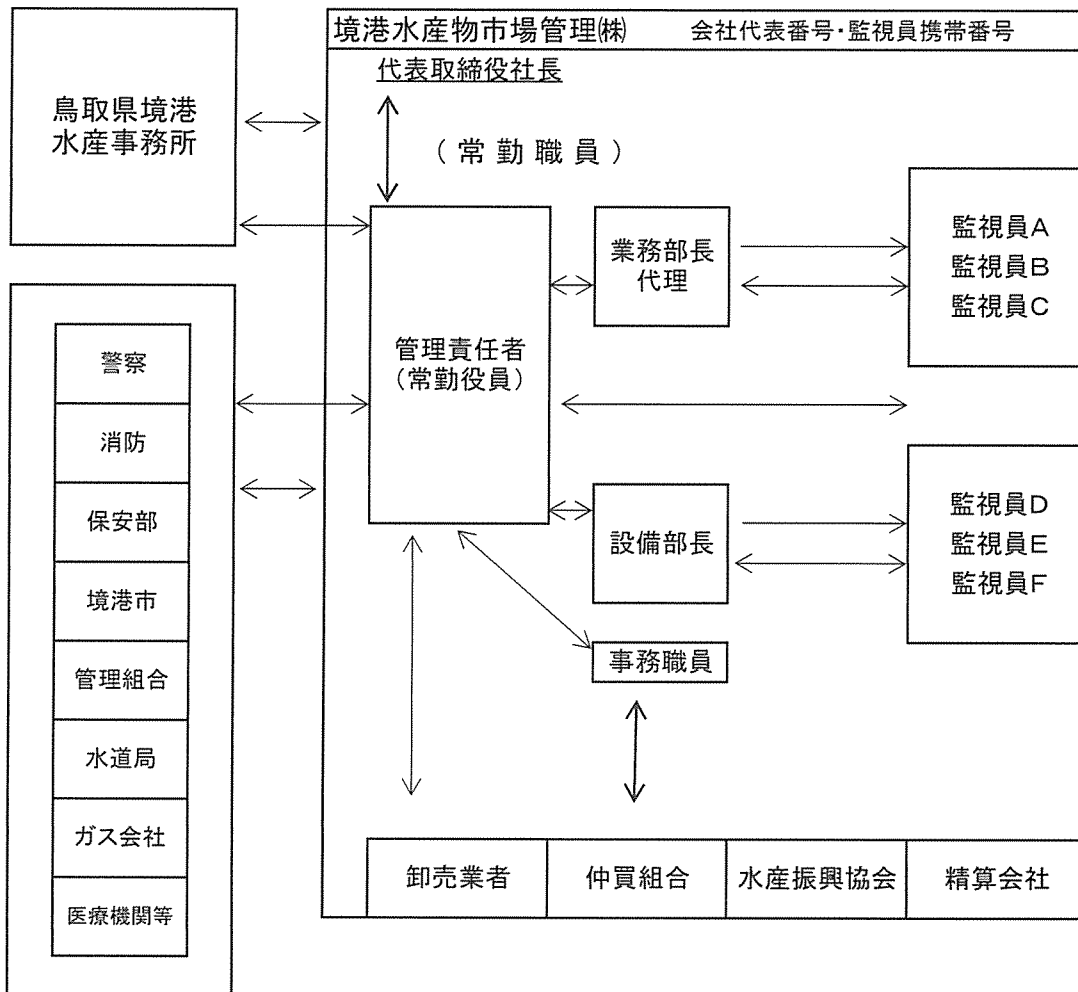 境港水産物市場管理㈱ 会社代表番号・監視員携帯番号
代表取締役社長
(常勤職員)
鳥取県境港
水産事務所
警察
消防
保安部
境港市
管理組合
水道局
ガス会社
医療機関等
管理責任者
(常勤役員)
業務部長
代理
設備部長
事務職員
監視員A
監視員B
監視員C
監視員D
監視員E
監視員F
卸売業者
仲買組合
水産振興協会
精算会社